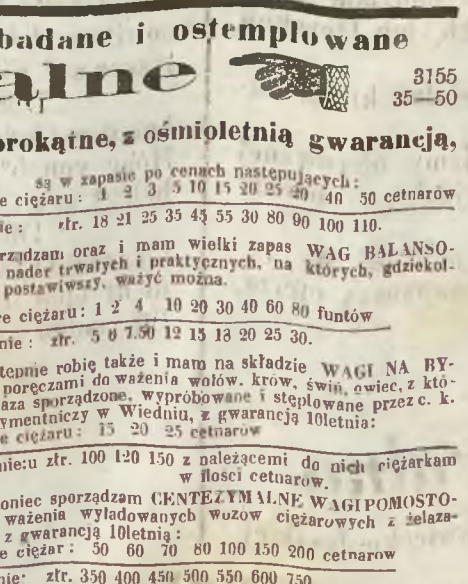 badane i ostemplowane
alne
3155
35—50
prokątne, z ośmioletnią gwarancją,
są w zapasie po cenach następujących:
e ciężaru: 1 2 3 5 10 15 20 25 20 40 50 cetnarów
ie: złr. 18 21 25 35 45 55 30 80 90 100 110.
rządzam oraz i mam wielki zapas WAG BALANSO-
nader trwałych i praktycznych, na których, gdziekol-
postawiwszy, ważyć można.
e ciężaru: 1 2 4 10 20 30 40 60 80 funtów
nie: złr. 5 6 7.50 12 15 18 20 25 30.
tępnie robię także i mam na składzie WAGI NA BY-
poręczami do ważenia wołów, krów, świń, owiec, z któ-
aza sporządzone, wypróbowane i stęplowane przez c. k.
ymentniczy w Wiedniu, z gwarancją 10letnia:
e ciężaru: 15 20 25 cetnarów
nie:u złr. 100 120 150 z należącemi do nich ciężarkam
w ilości cetnarów.
oniec sporządzam CENTEZYMALNE WAGI POMOSTO-
ważenia wyładowanych wozów ciężarowych z żelaza-
z gwarancją 10letnią:
e ciężar: 50 60 70 80 100 150 200 cetnarow
nie: złr. 350 400 450 500 550 600 750